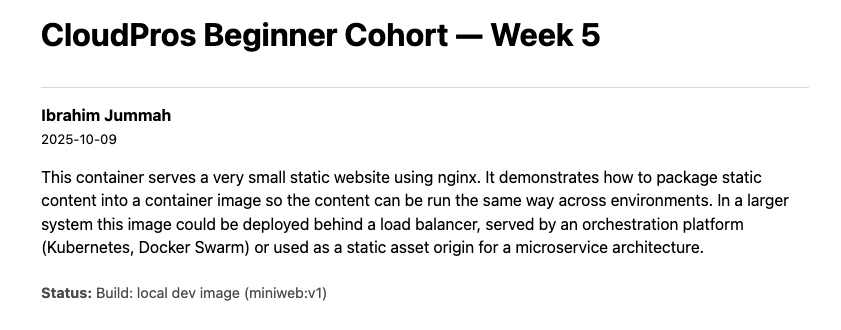 CloudPros Beginner Cohort — Week 5
Ibrahim Jummah
2025-10-09
This container serves a very small static website using nginx. It demonstrates how to package static
content into a container image so the content can be run the same way across environments. In a larger
system this image could be deployed behind a load balancer, served by an orchestration platform
(Kubernetes, Docker Swarm) or used as a static asset origin for a microservice architecture.
Status: Build: local dev image (miniweb:v1)